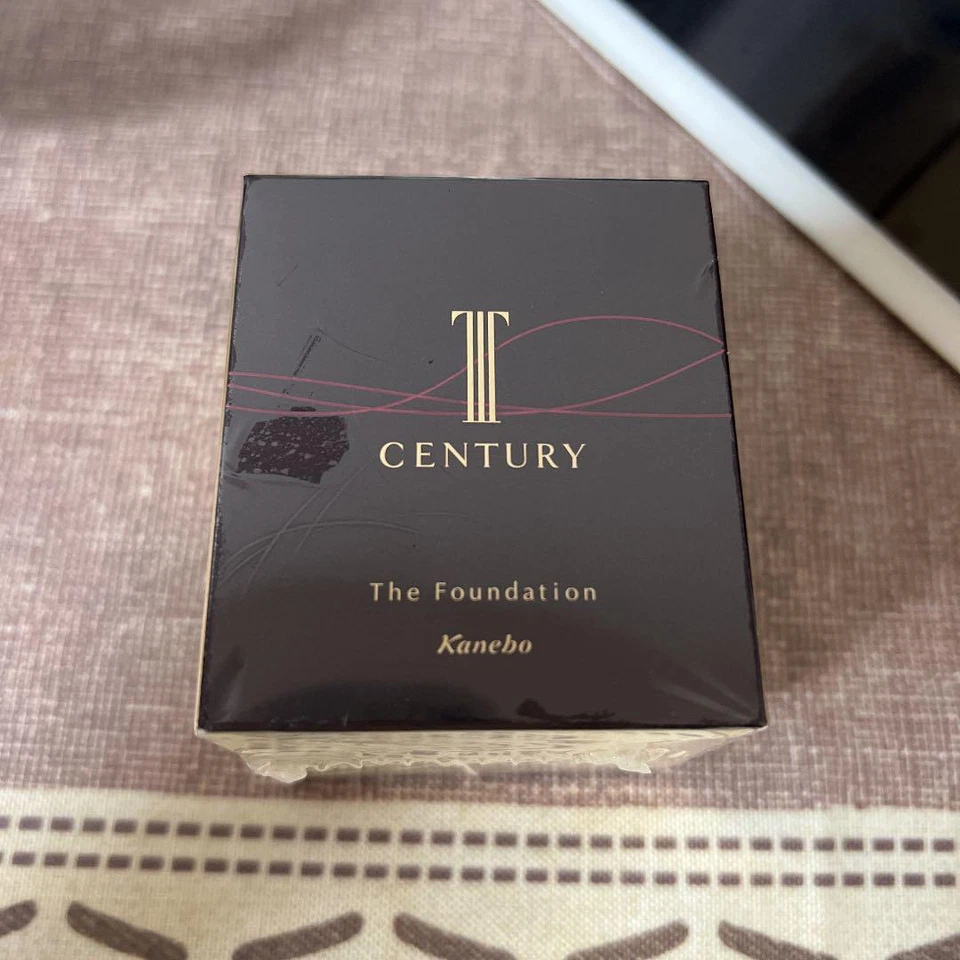 T
CENTURY
The Foundation
Kanebo